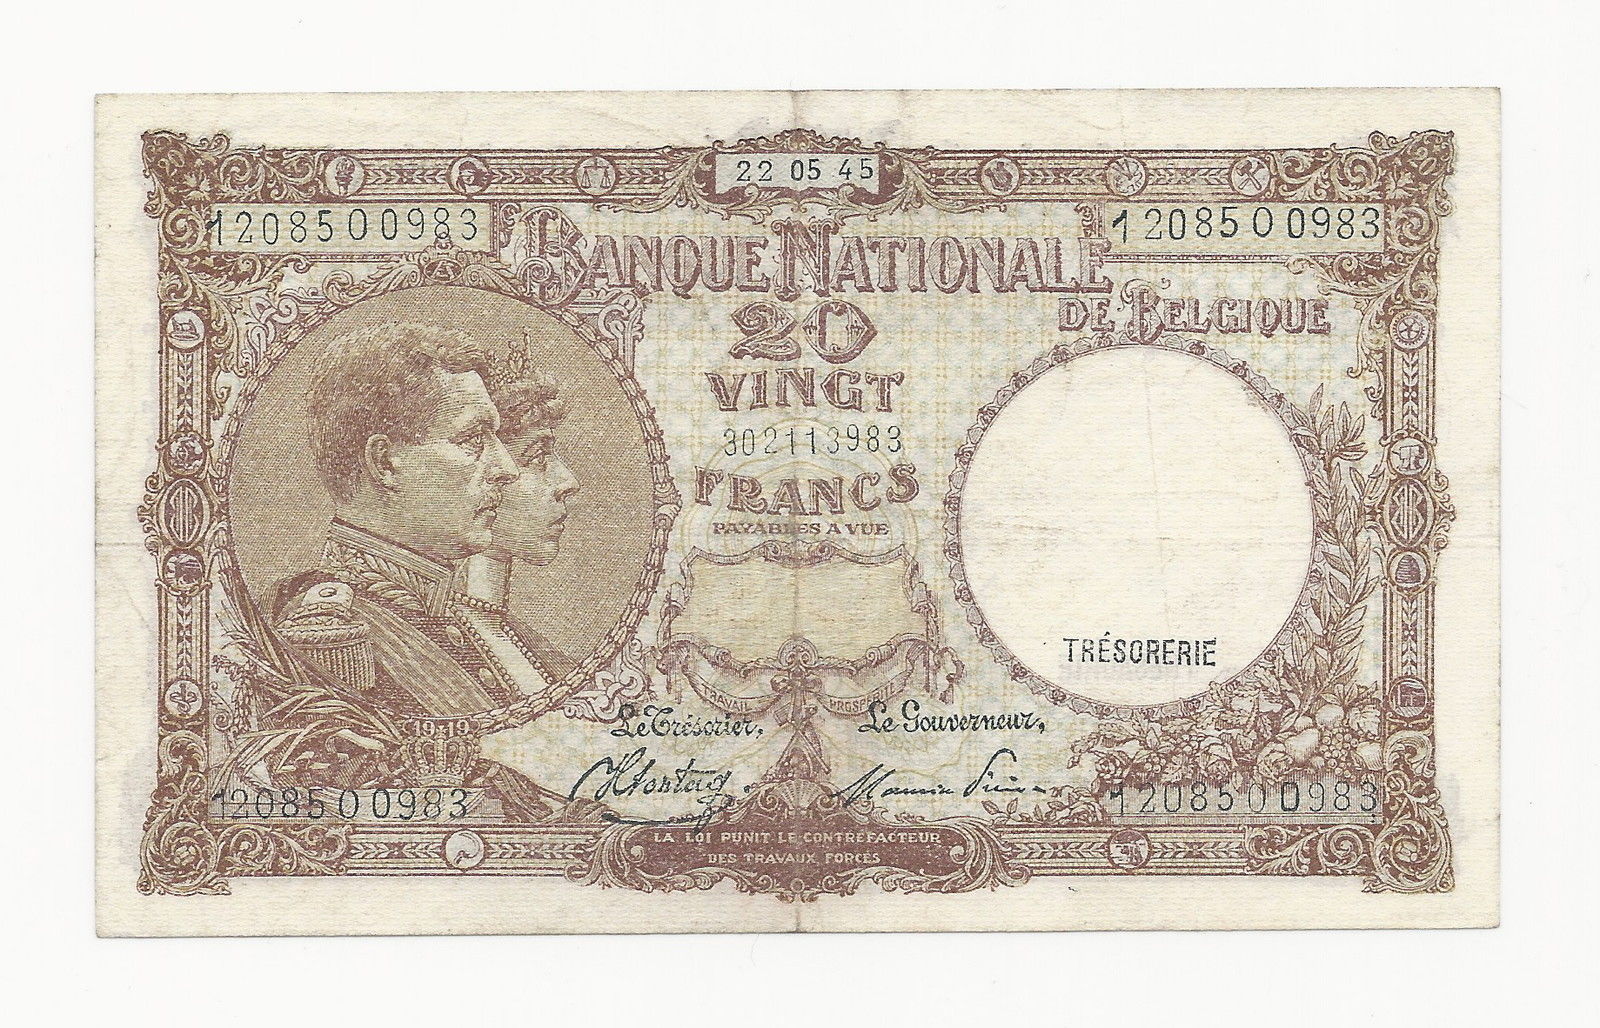 22 05 45
1208500983
1208500983
BANQUE NATIONALE
DE BELGIQUE
20
VINGT
302113983
FRANCS
PAYABLES A VUE
TRÉSORERIE
TRAVAIL
PROSPÉRITÉ
Le Trésorier,
Le Gouverneur,
1919
1208500983
1208500983
LA LOI PUNIT LE CONTREFACTEUR
DES TRAVAUX FORCÉS